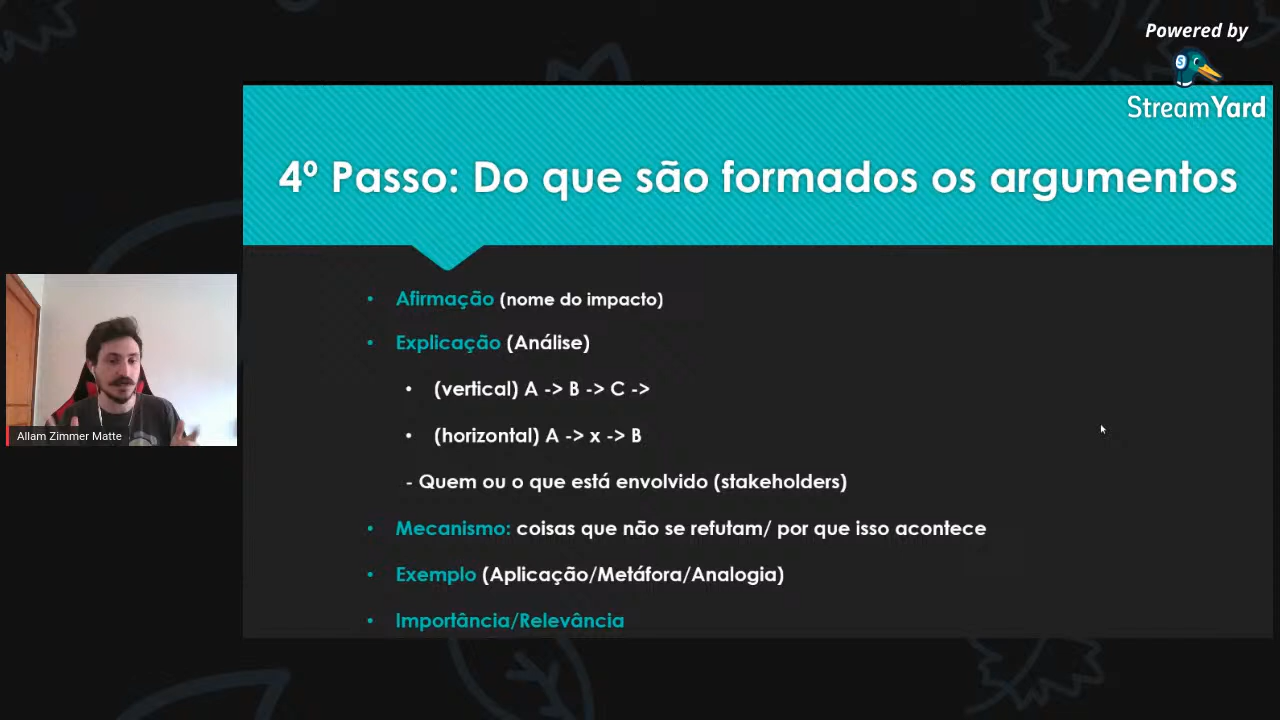 Powered by
StreamYard
4º Passo: Do que são formados os argumentos
• Afirmação (nome do impacto)
• Explicação (Análise)
• (vertical) A -> B -> C ->
• (horizontal) A -> x -> B
- Quem ou o que está envolvido (stakeholders)
• Mecanismo: coisas que não se refutam/ por que isso acontece
• Exemplo (Aplicação/Metáfora/Analogia)
• Importância/Relevância
Allam Zimmer Matte